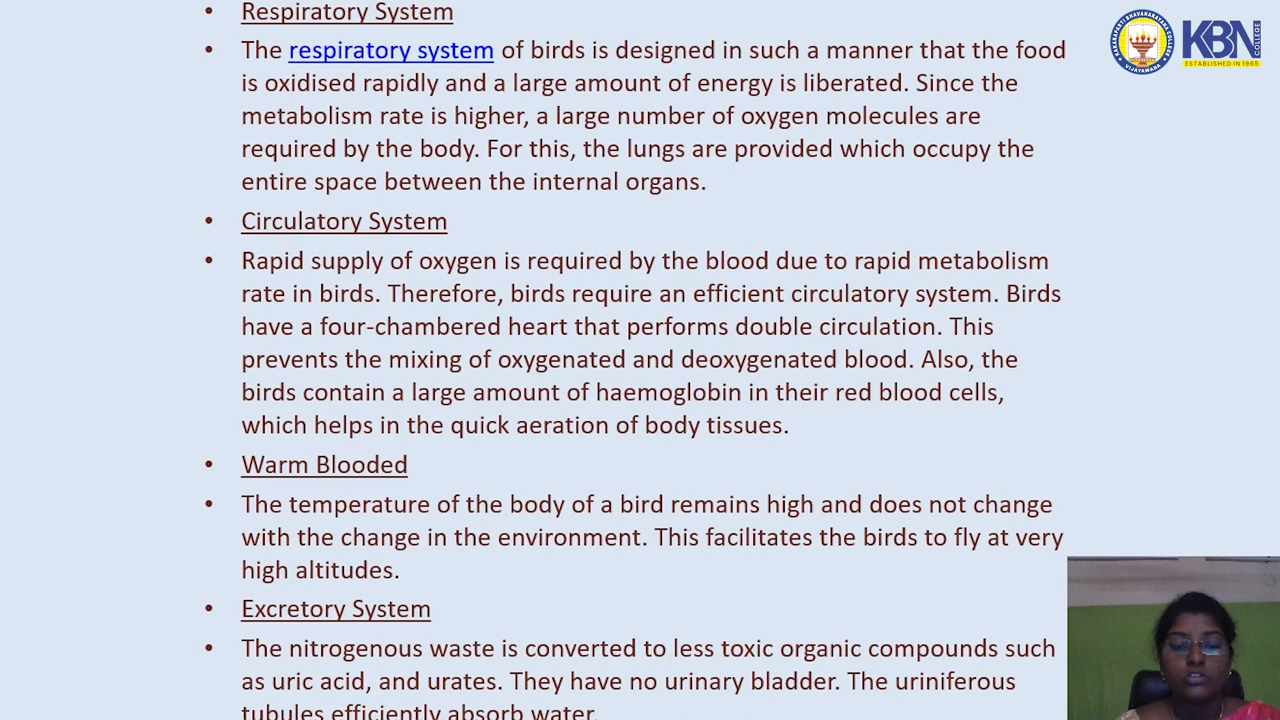 • Respiratory System
• The respiratory system of birds is designed in such a manner that the food
is oxidised rapidly and a large amount of energy is liberated. Since the
metabolism rate is higher, a large number of oxygen molecules are
required by the body. For this, the lungs are provided which occupy the
entire space between the internal organs.
• Circulatory System
• Rapid supply of oxygen is required by the blood due to rapid metabolism
rate in birds. Therefore, birds require an efficient circulatory system. Birds
have a four-chambered heart that performs double circulation. This
prevents the mixing of oxygenated and deoxygenated blood. Also, the
birds contain a large amount of haemoglobin in their red blood cells,
which helps in the quick aeration of body tissues.
• Warm Blooded
• The temperature of the body of a bird remains high and does not change
with the change in the environment. This facilitates the birds to fly at very
high altitudes.
• Excretory System
• The nitrogenous waste is converted to less toxic organic compounds such
as uric acid, and urates. They have no urinary bladder. The uriniferous
tubules efficiently absorb water.
KBN
COLLEGE
ESTABLISHED IN 1965
VIJAYAWADA